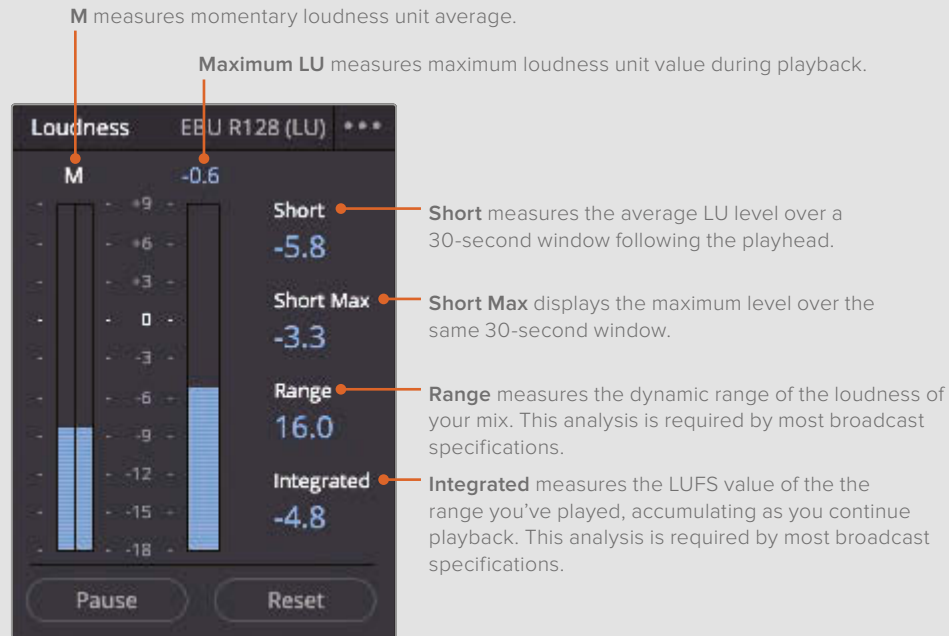 M measures momentary loudness unit average.
Maximum LU measures maximum loudness unit value during playback.
Loudness EBU R128 (LU) •••
M -0.6
+9
+6
+3
0
-3
-6
-9
-12
-15
-18
Short
-5.8
Short Max
-3.3
Range
16.0
Integrated
-4.8
Pause Reset
Short measures the average LU level over a
30-second window following the playhead.
Short Max displays the maximum level over the
same 30-second window.
Range measures the dynamic range of the loudness of
your mix. This analysis is required by most broadcast
specifications.
Integrated measures the LUFS value of the the
range you've played, accumulating as you continue
playback. This analysis is required by most broadcast
specifications.